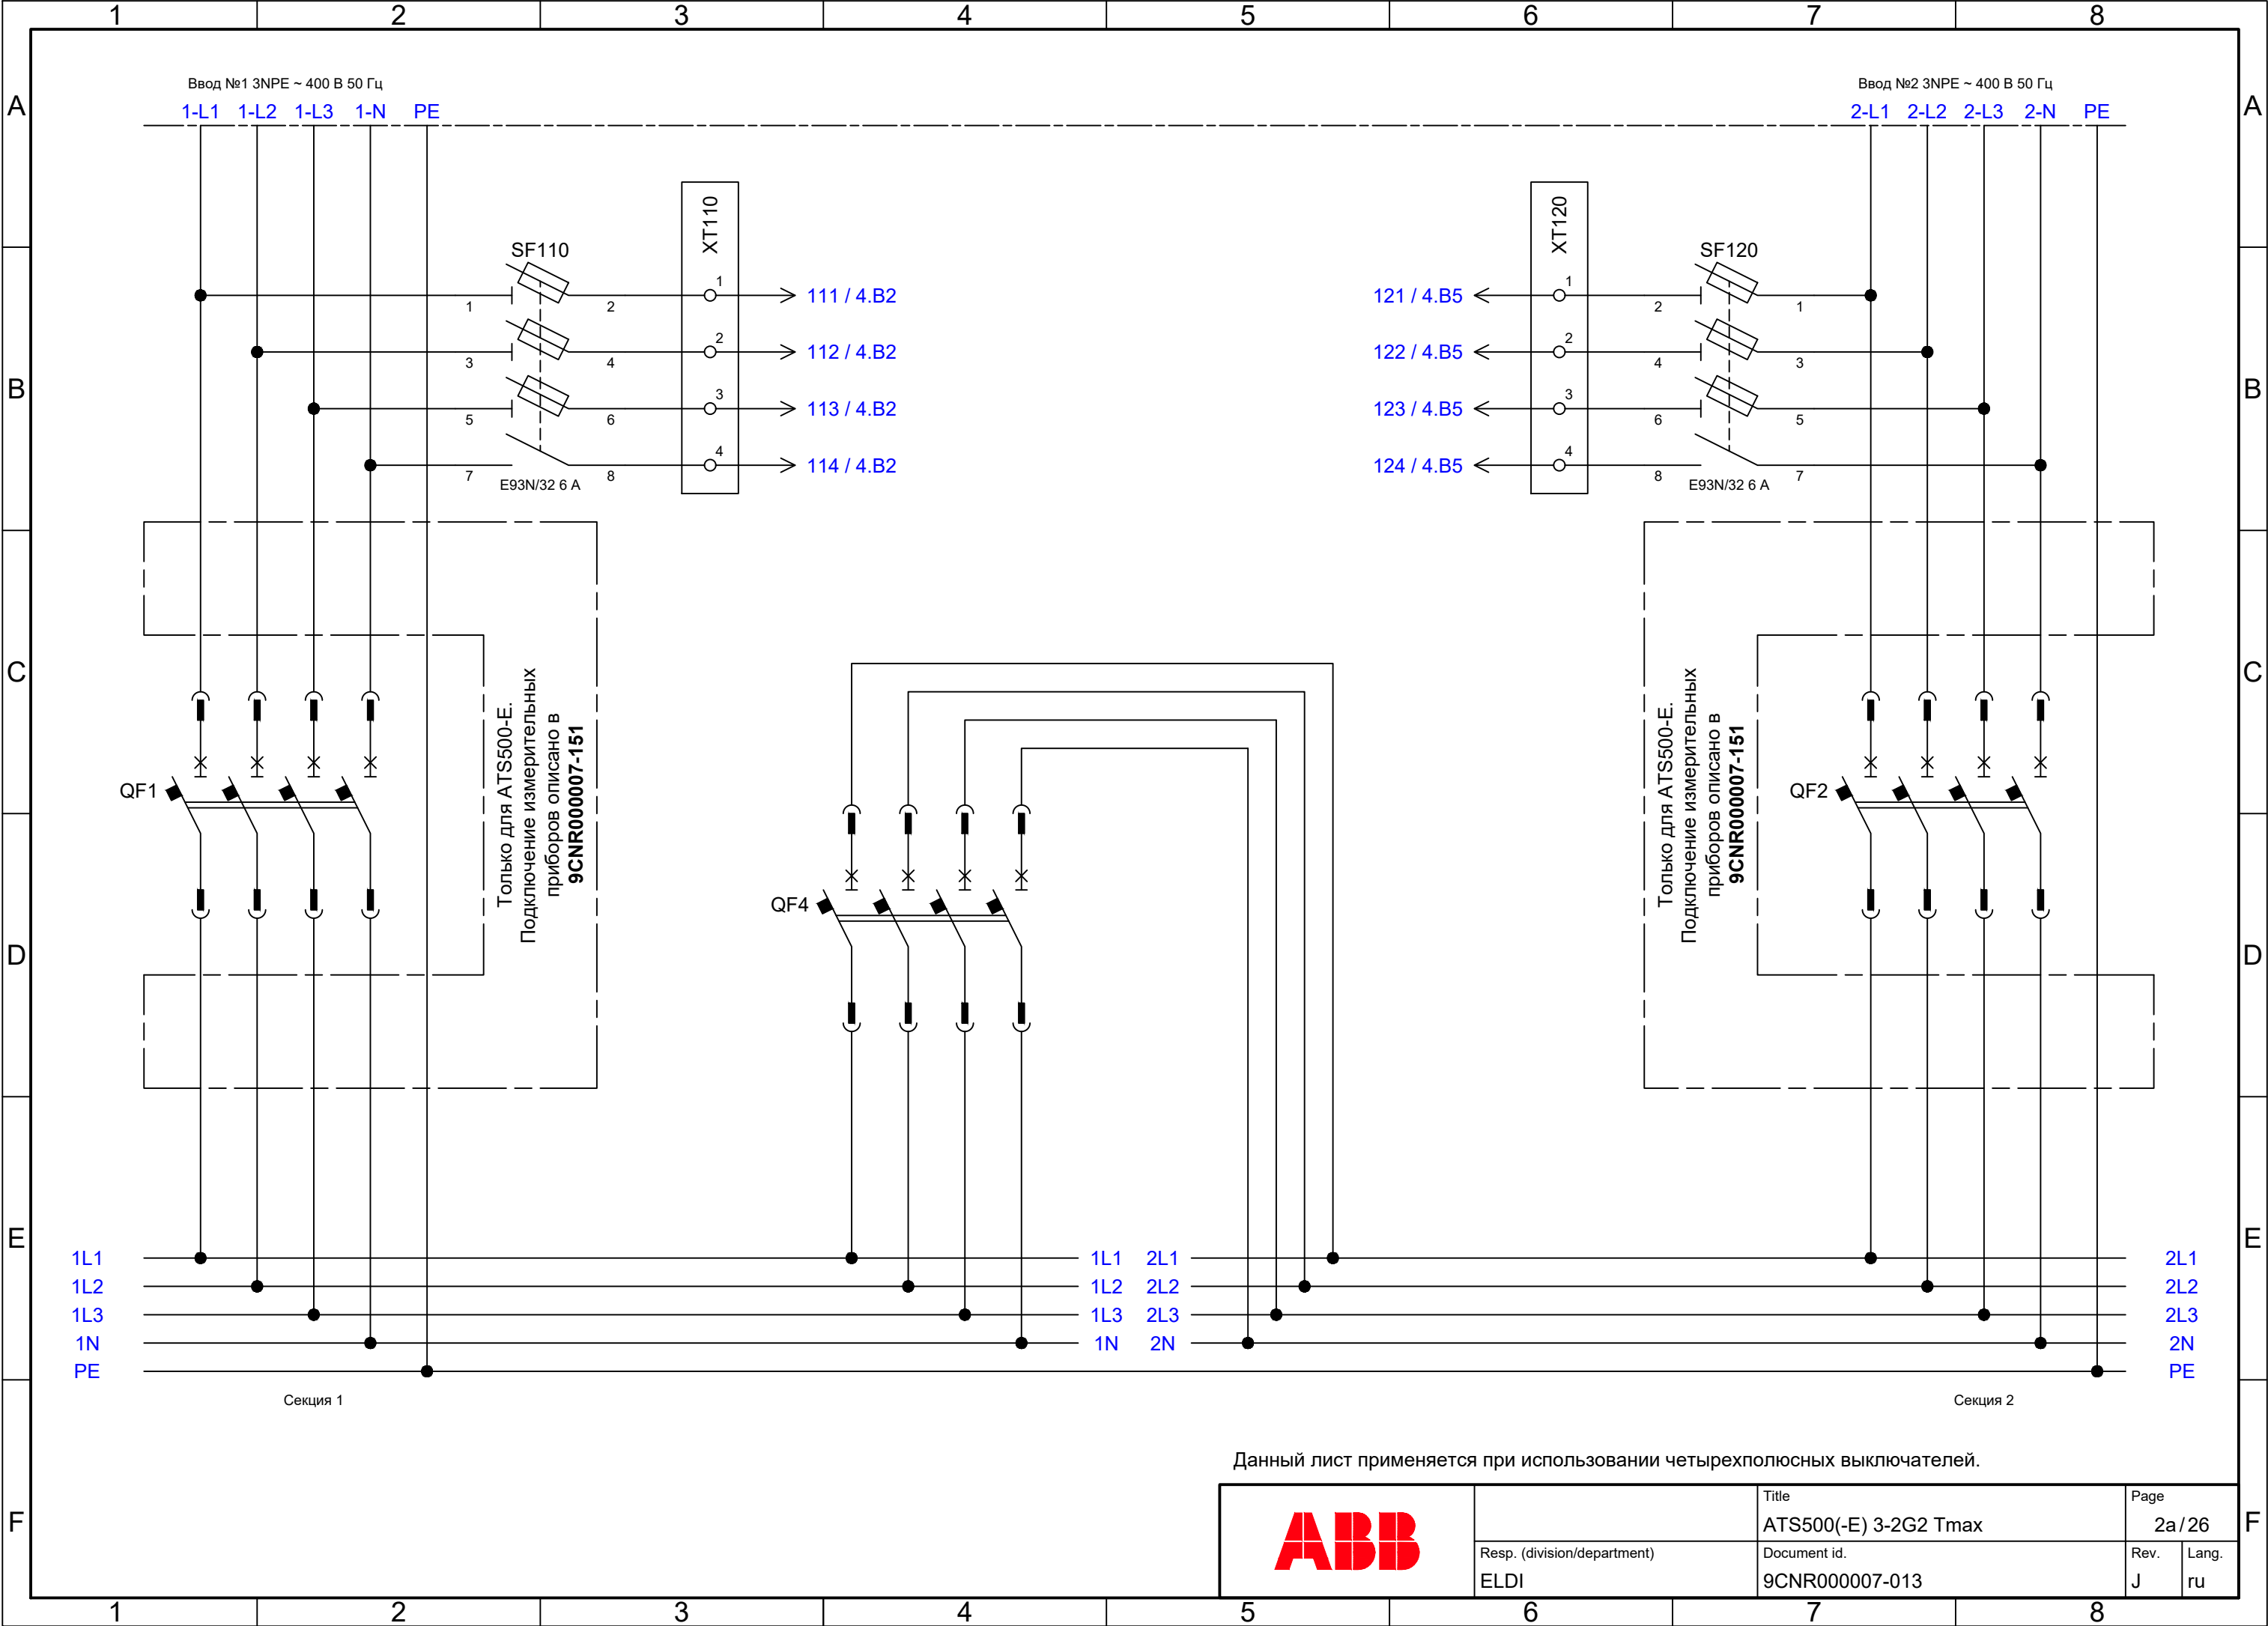 1 2 3 4 5 6 7 8
A A
B B
C C
D D
E E
F F
Ввод №1 3NPE ~ 400 В 50 Гц
1-L1 1-L2 1-L3 1-N PE
Ввод №2 3NPE ~ 400 В 50 Гц
2-L1 2-L2 2-L3 2-N PE
SF110
XT110
1 2 1 111 / 4.B2
3 4 2 112 / 4.B2
5 6 3 113 / 4.B2
7 8 4 114 / 4.B2
E93N/32 6 A
XT120
SF120
121 / 4.B5 1 2 1
122 / 4.B5 2 4 3
123 / 4.B5 3 6 5
124 / 4.B5 4 8 7
E93N/32 6 A
QF1
Только для ATS500-E.
Подключение измерительных
приборов описано в
9CNR000007-151
QF4
Только для ATS500-E.
Подключение измерительных
приборов описано в
9CNR000007-151
QF2
1L1 1L1 2L1 2L1
1L2 1L2 2L2 2L2
1L3 1L3 2L3 2L3
1N 1N 2N 2N
PE PE
Секция 1
Секция 2
Данный лист применяется при использовании четырехполюсных выключателей.
ABB
Title
ATS500(-E) 3-2G2 Tmax
Page
2a/26
Resp. (division/department)
ELDI
Document id.
9CNR000007-013
Rev.
J
Lang.
ru
1 2 3 4 5 6 7 8